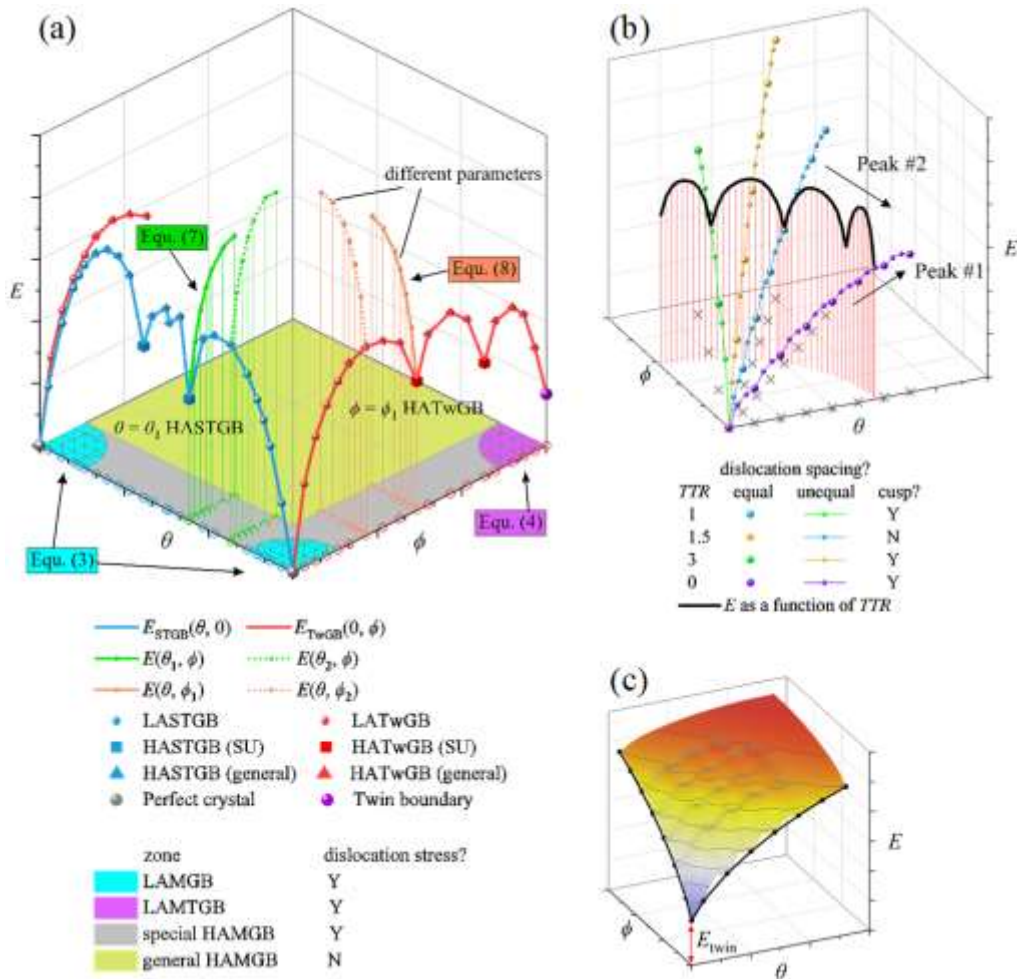 (a)
different parameters
Equ. (7)
Equ. (8)
E
θ = θ1 HASTGB
ϕ = ϕ1 HATwGB
Equ. (3)
Equ. (4)
θ
ϕ
ESTGB(θ, 0)
ETwGB(0, ϕ)
E(θ1, ϕ)
E(θ2, ϕ)
E(θ, ϕ1)
E(θ, ϕ2)
LASTGB
LATwGB
HASTGB (SU)
HATwGB (SU)
HASTGB (general)
HATwGB (general)
Perfect crystal
Twin boundary
zone dislocation stress?
LAMGB Y
LAMTGB Y
special HAMGB Y
general HAMGB N
(b)
Peak #2
Peak #1
E
ϕ
θ
dislocation spacing?
TTR equal unequal cusp?
1 Y
1.5 N
3 Y
0 Y
E as a function of TTR
(c)
E
ϕ
Etwin
θ